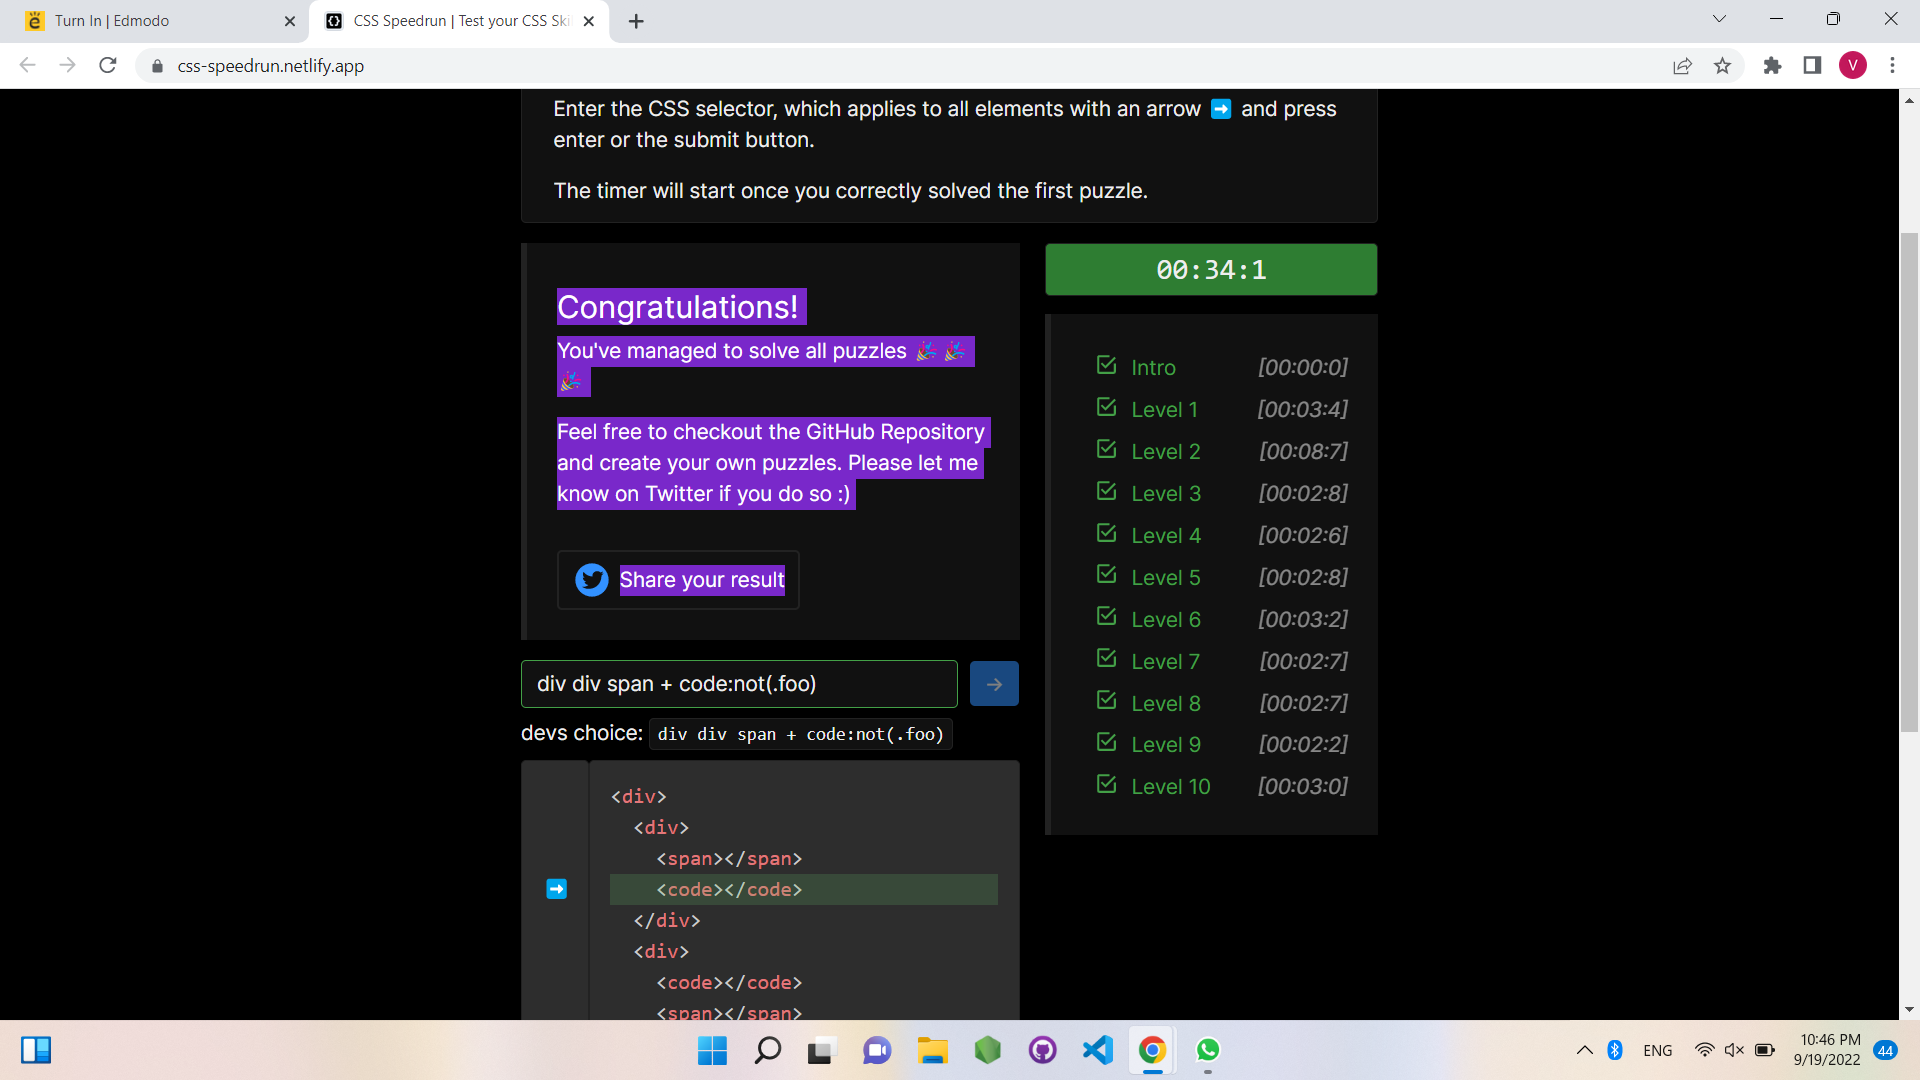 Turn In | Edmodo
CSS Speedrun | Test your CSS Ski
css-speedrun.netlify.app
V
Enter the CSS selector, which applies to all elements with an arrow ➡️ and press
enter or the submit button.
The timer will start once you correctly solved the first puzzle.
Congratulations!
You've managed to solve all puzzles 🎉 🎉
🎉
Feel free to checkout the GitHub Repository
and create your own puzzles. Please let me
know on Twitter if you do so :)
Share your result
div div span + code:not(.foo)
devs choice: div div span + code:not(.foo)
<div>
<div>
<span></span>
➡️ <code></code>
</div>
<div>
<code></code>
<span></span>
00:34:1
Intro [00:00:0]
Level 1 [00:03:4]
Level 2 [00:08:7]
Level 3 [00:02:8]
Level 4 [00:02:6]
Level 5 [00:02:8]
Level 6 [00:03:2]
Level 7 [00:02:7]
Level 8 [00:02:7]
Level 9 [00:02:2]
Level 10 [00:03:0]
ENG
10:46 PM
9/19/2022
44